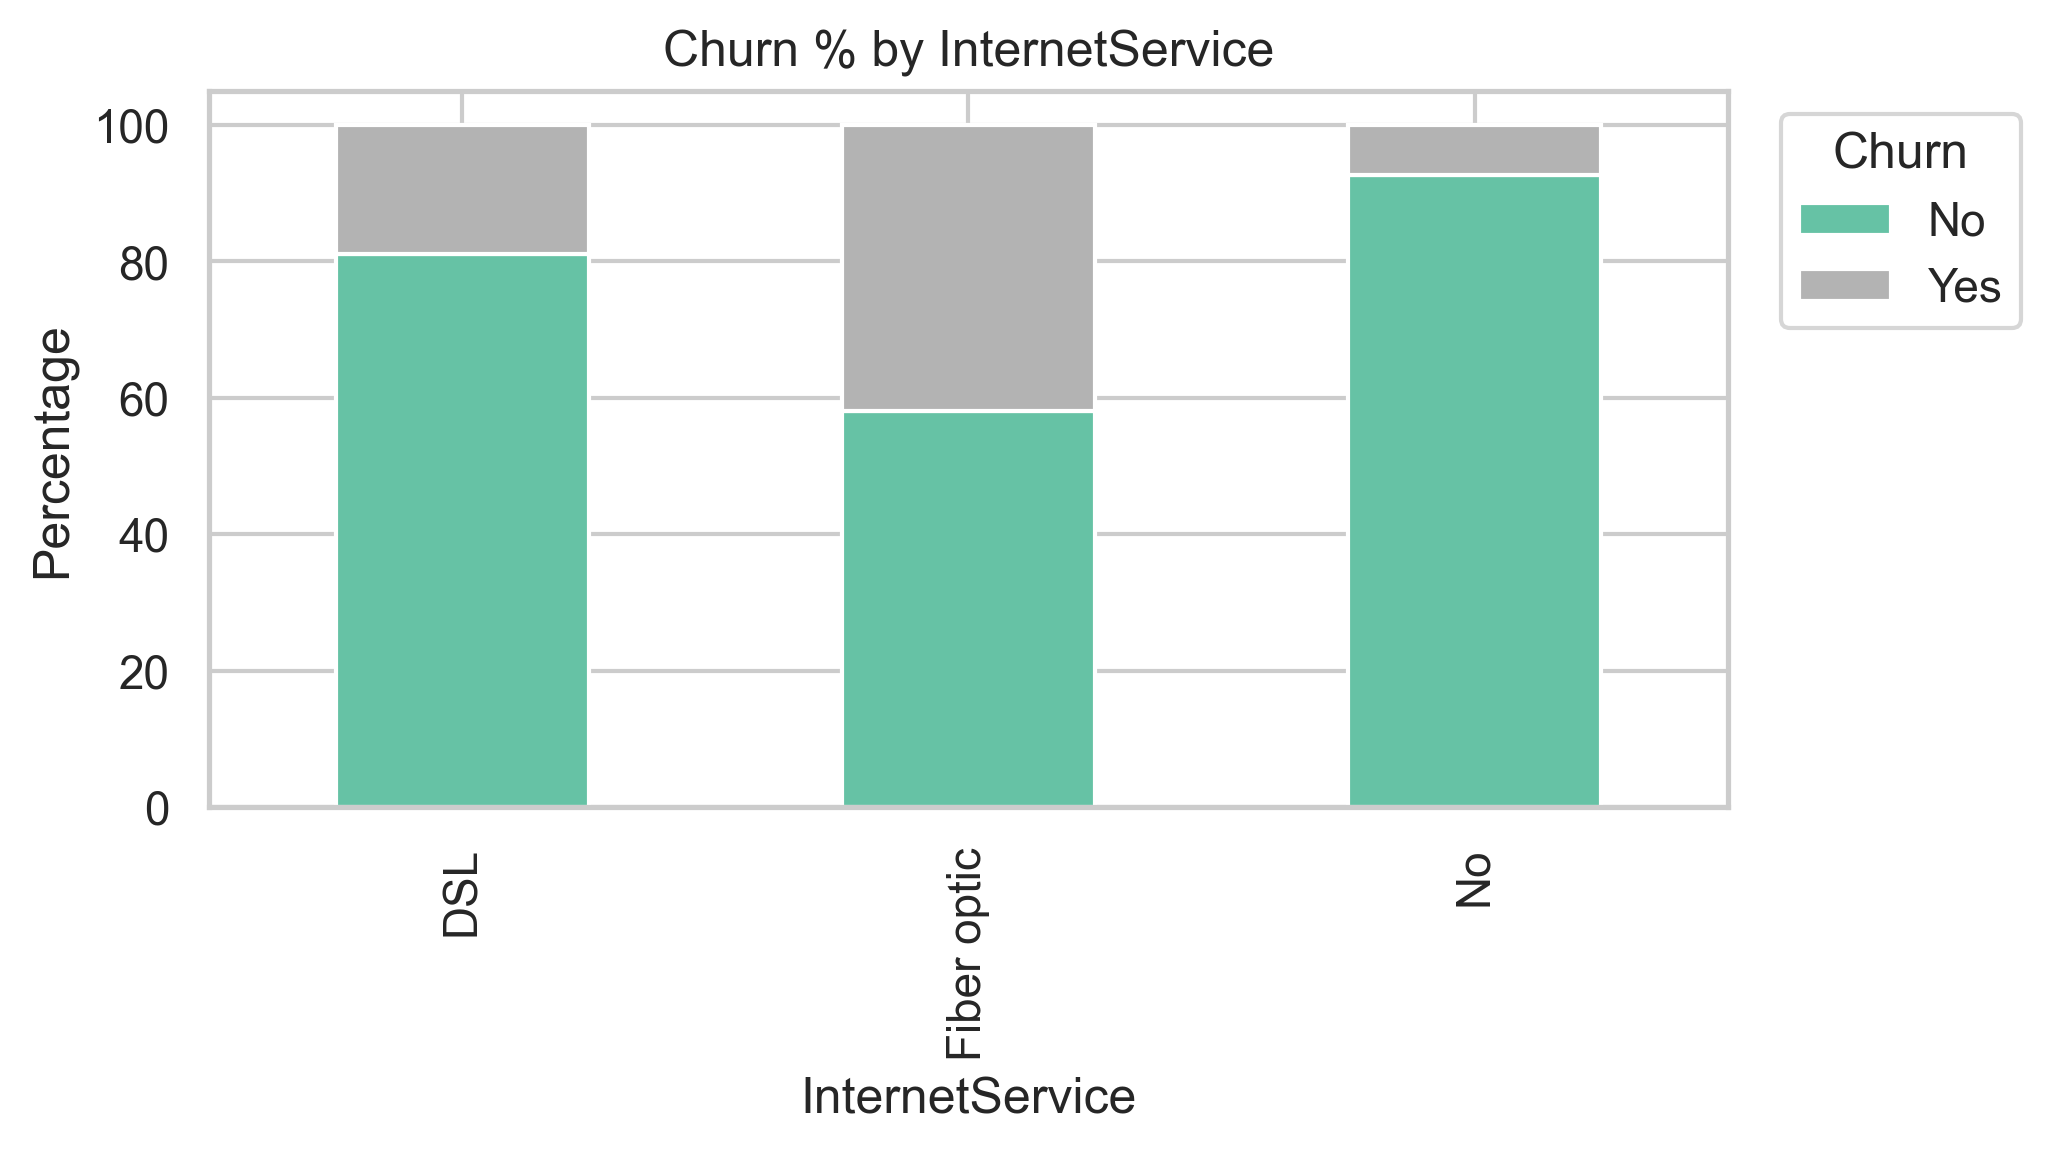 Churn % by InternetService
Percentage
100
80
60
40
20
0
DSL
Fiber optic
No
InternetService
Churn
No
Yes